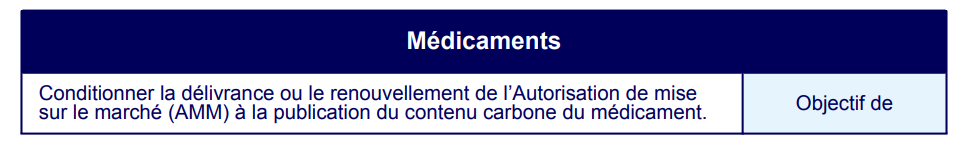 Médicaments
Conditionner la délivrance ou le renouvellement de l’Autorisation de mise
sur le marché (AMM) à la publication du contenu carbone du médicament.
Objectif de